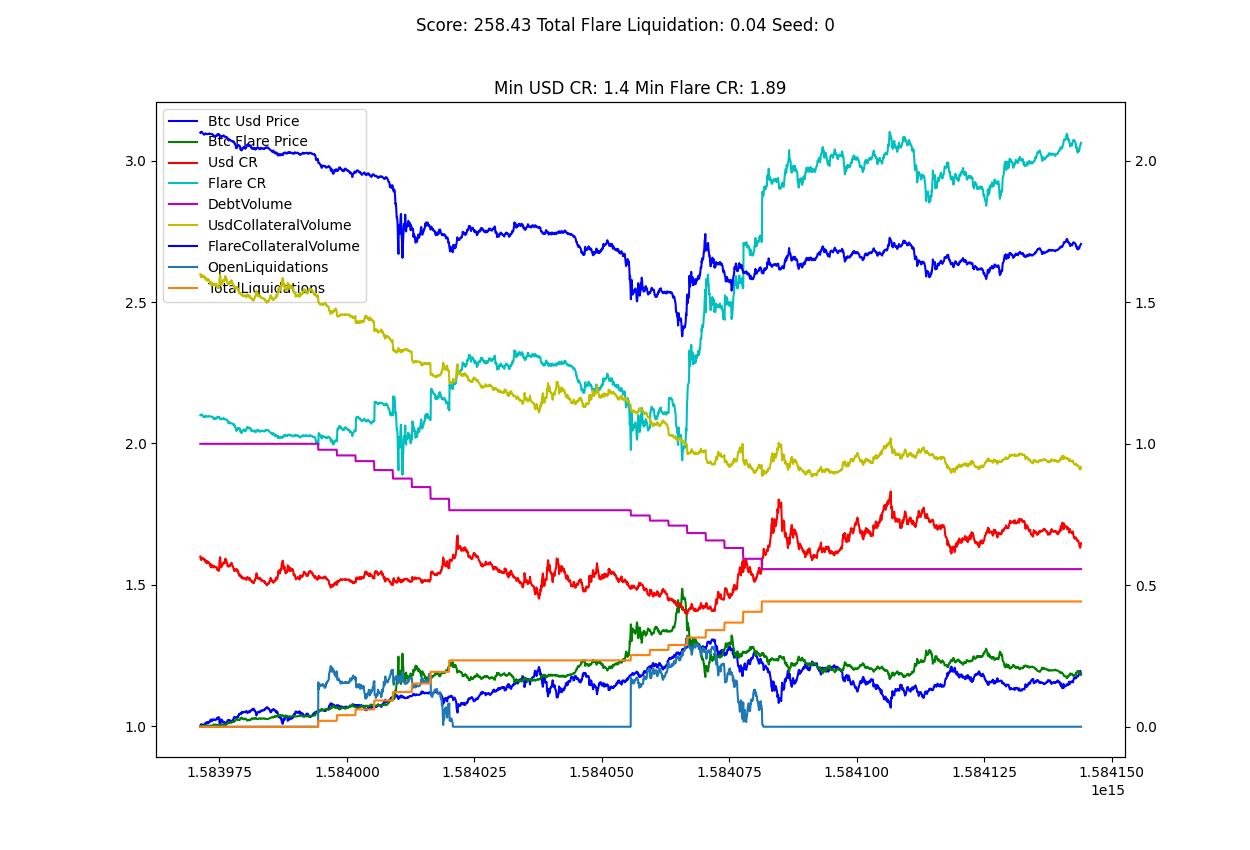 Score: 258.43 Total Flare Liquidation: 0.04 Seed: 0
Min USD CR: 1.4 Min Flare CR: 1.89
Btc Usd Price
Btc Flare Price
Usd CR
Flare CR
DebtVolume
UsdCollateralVolume
FlareCollateralVolume
OpenLiquidations
TotalLiquidations
3.0
2.5
2.0
1.5
1.0
2.0
1.5
1.0
0.5
0.0
1.583975 1.584000 1.584025 1.584050 1.584075 1.584100 1.584125 1.584150
1e15